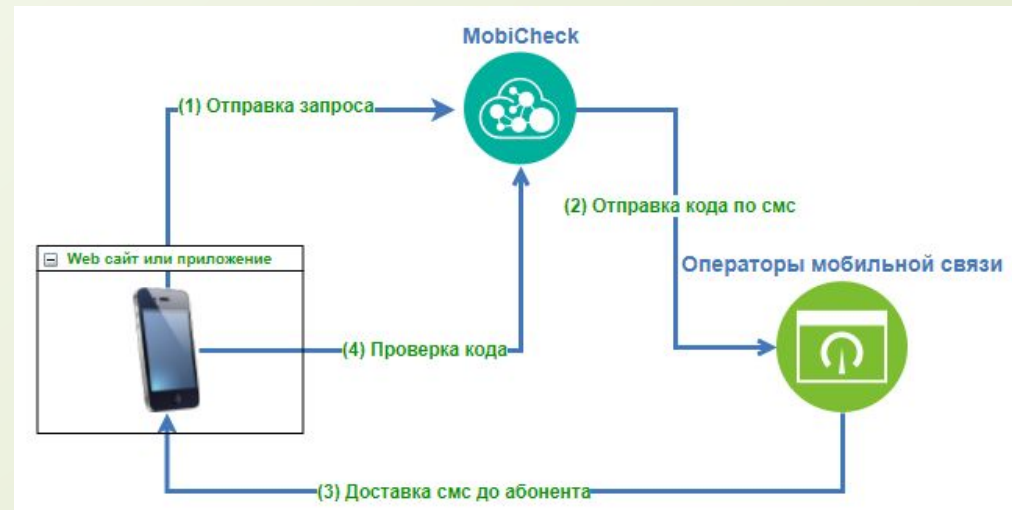 MobiCheck
(1) Отправка запроса
(2) Отправка кода по смс
Web сайт или приложение
Операторы мобильной связи
(4) Проверка кода
(3) Доставка смс до абонента